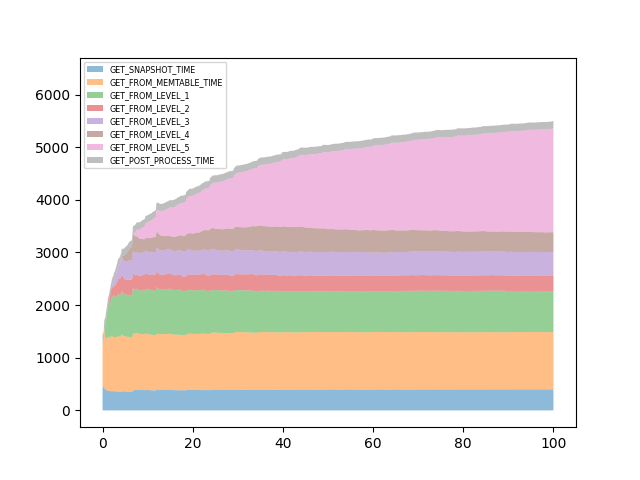 GET_SNAPSHOT_TIME
GET_FROM_MEMTABLE_TIME
GET_FROM_LEVEL_1
GET_FROM_LEVEL_2
GET_FROM_LEVEL_3
GET_FROM_LEVEL_4
GET_FROM_LEVEL_5
GET_POST_PROCESS_TIME
6000
5000
4000
3000
2000
1000
0
0 20 40 60 80 100